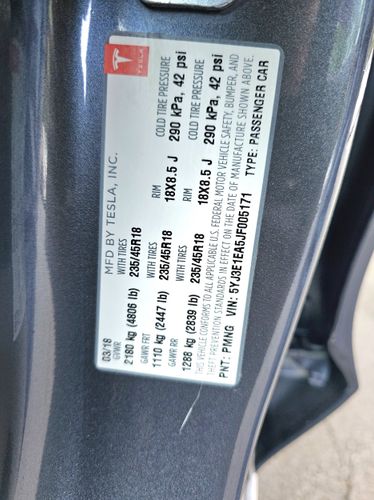 TESLA
MFD BY TESLA, INC.
03/18
GVWR WITH TIRES RIM COLD TIRE PRESSURE
2180 kg (4806 lb) 235/45R18 18X8.5 J 290 kPa, 42 psi
GAWR FRT WITH TIRES RIM COLD TIRE PRESSURE
1110 kg (2447 lb) 235/45R18 18X8.5 J 290 kPa, 42 psi
GAWR RR
1288 kg (2839 lb) 235/45R18
THIS VEHICLE CONFORMS TO ALL APPLICABLE U.S. FEDERAL MOTOR VEHICLE SAFETY, BUMPER, AND
THEFT PREVENTION STANDARDS IN EFFECT ON THE DATE OF MANUFACTURE SHOWN ABOVE.
PNT: PMNG VIN: 5YJ3E1EA5JF005171 TYPE: PASSENGER CAR